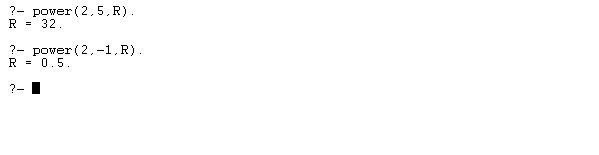 ?- power(2,5,R).
R = 32.
?- power(2,-1,R).
R = 0.5.
?-